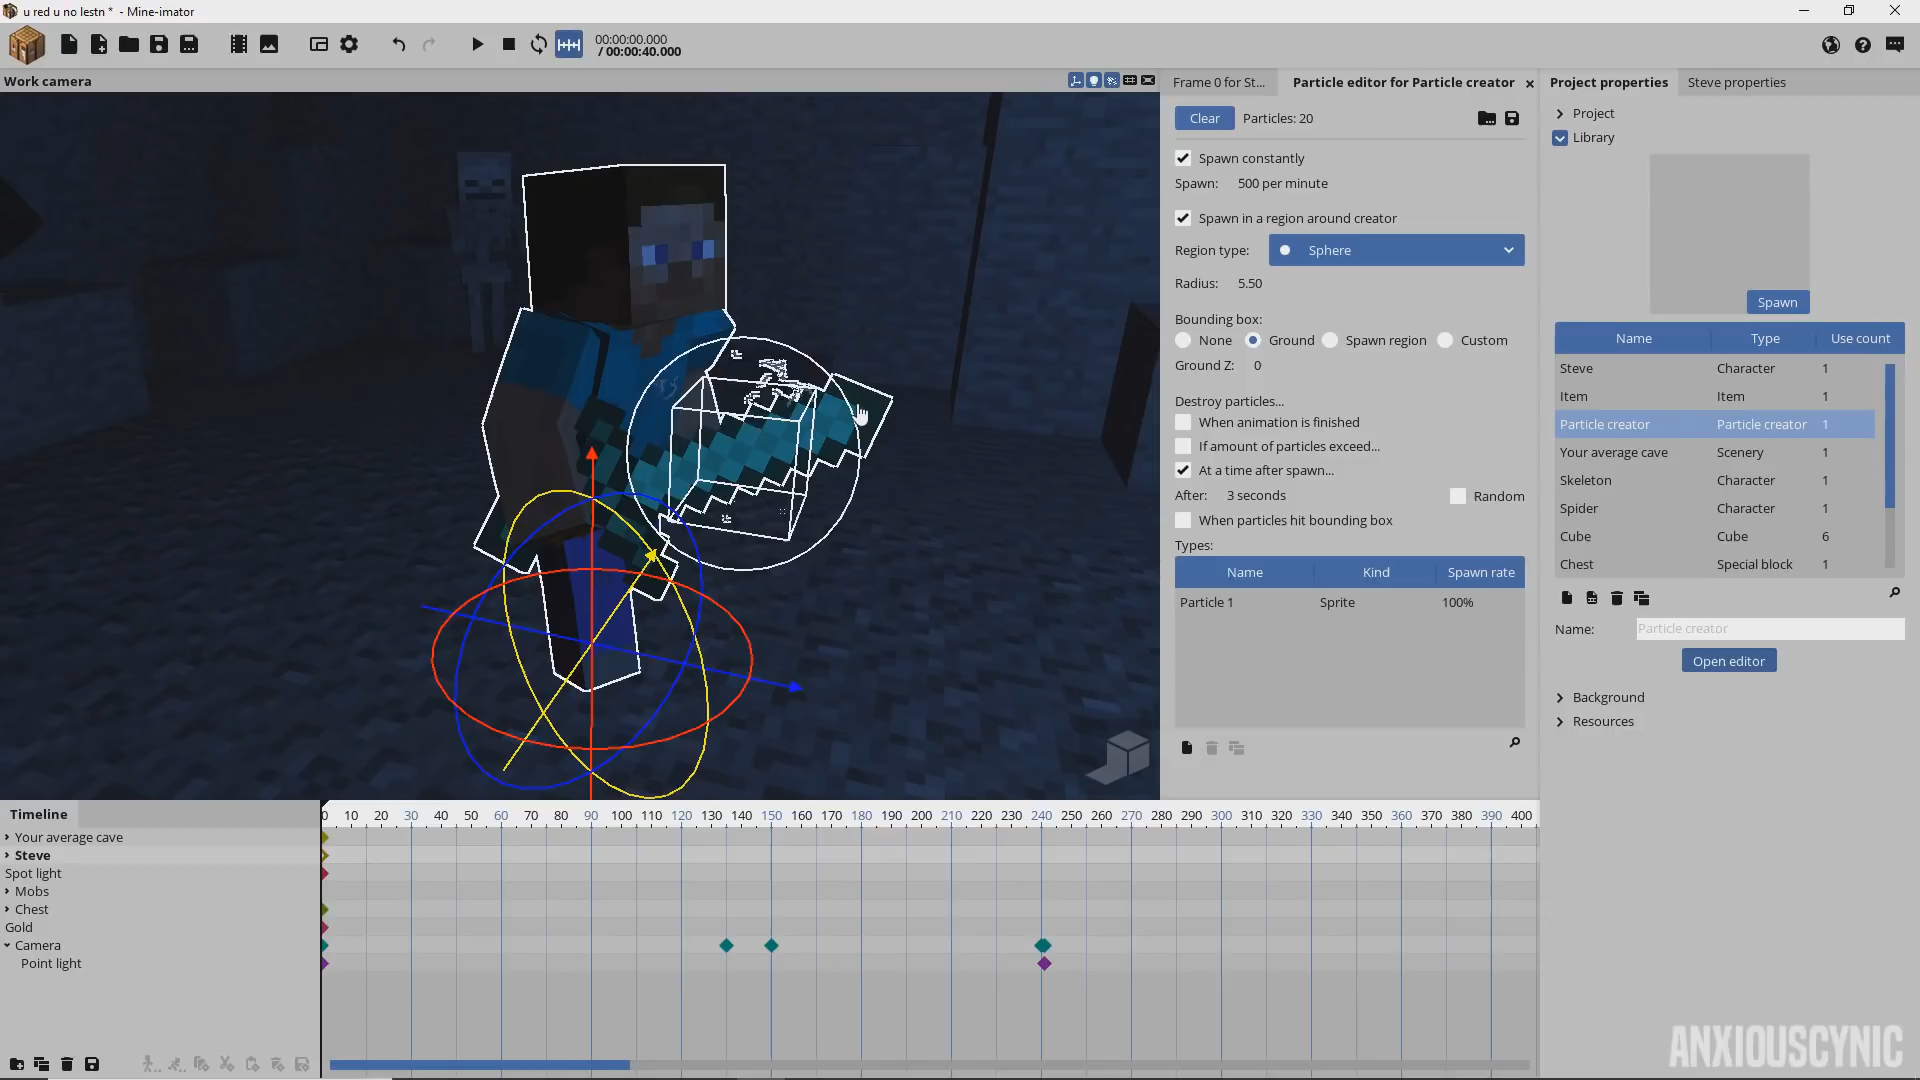 u red u no lestn * - Mine-imator
00:00:00.000
/ 00:00:40.000
Work camera
Frame 0 for St...
Particle editor for Particle creator
Project properties
Steve properties
Clear
Particles: 20
Project
Library
Spawn constantly
Spawn: 500 per minute
Spawn in a region around creator
Region type:
Sphere
Radius: 5.50
Spawn
Bounding box:
None
Ground
Spawn region
Custom
Ground Z: 0
Destroy particles...
When animation is finished
If amount of particles exceed...
At a time after spawn...
After: 3 seconds
Random
When particles hit bounding box
Types:
Name Kind Spawn rate
Particle 1 Sprite 100%
Name Type Use count
Steve Character 1
Item Item 1
Particle creator Particle creator 1
Your average cave Scenery 1
Skeleton Character 1
Spider Character 1
Cube Cube 6
Chest Special block 1
Name: Particle creator
Open editor
Background
Resources
Timeline
0 10 20 30 40 50 60 70 80 90 100 110 120 130 140 150 160 170 180 190 200 210 220 230 240 250 260 270 280 290 300 310 320 330 340 350 360 370 380 390 400
Your average cave
Steve
Spot light
Mobs
Chest
Gold
Camera
Point light
ANXIOUSCYNIC